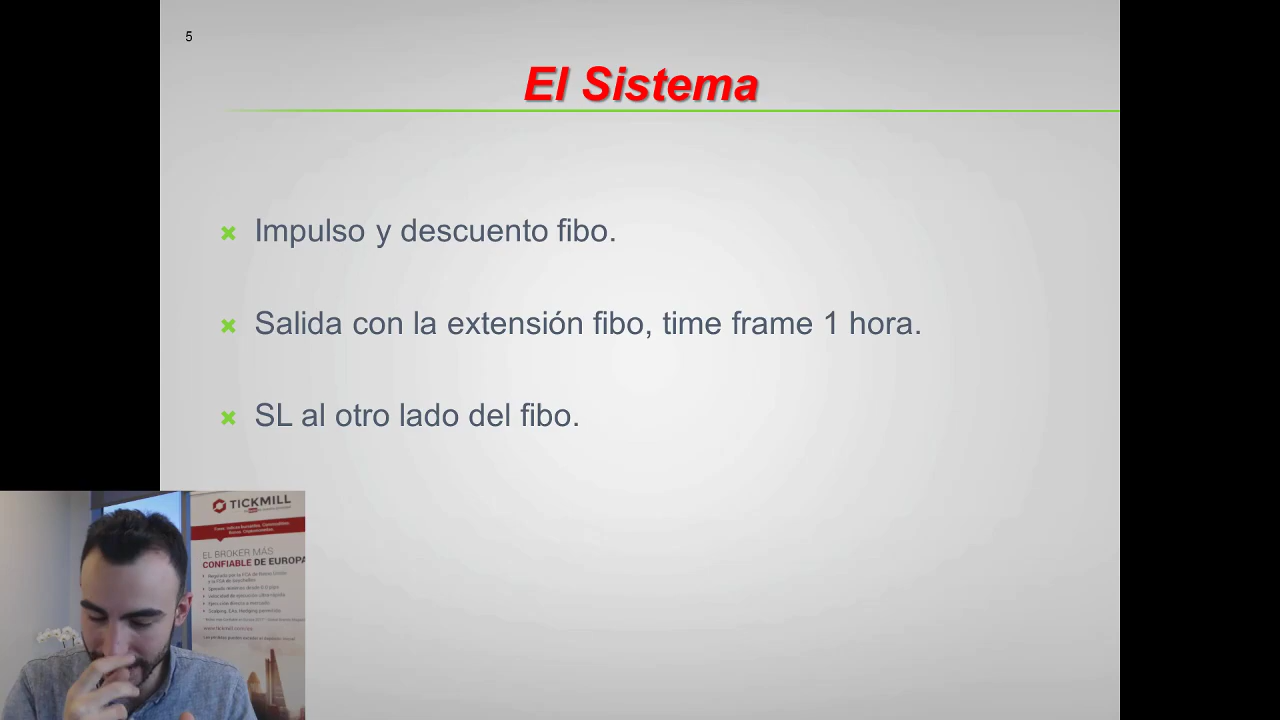 5
El Sistema
Impulso y descuento fibo.
Salida con la extensión fibo, time frame 1 hora.
SL al otro lado del fibo.
TICKMILL
EL BROKER MÁS
CONFIABLE DE EUROPA